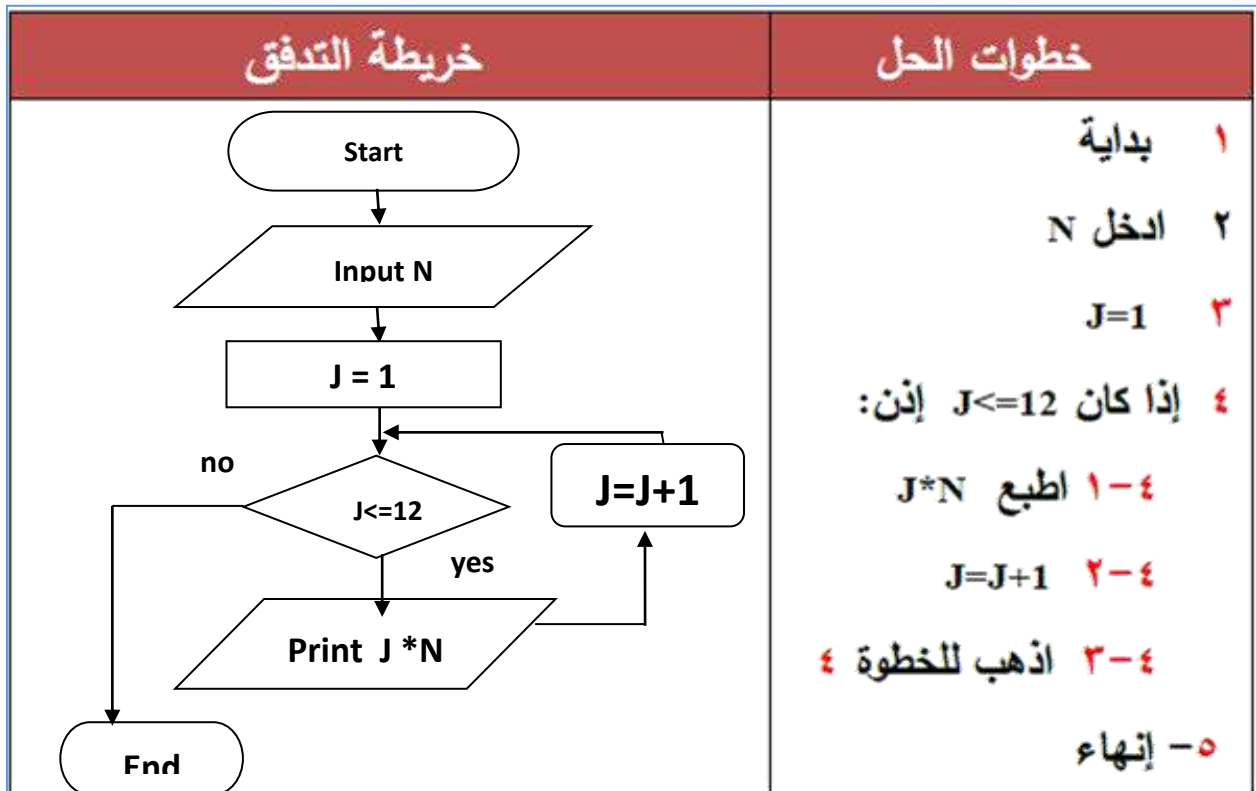 خطوات الحل
١ بداية
٢ ادخل N
٣ J=1
٤ إذا كان J<=12 إذن:
٤-١ اطبع J*N
٤-٢ J=J+1
٤-٣ اذهب للخطوة ٤
٥- إنهاء
خريطة التدفق
Start
Input N
J = 1
no
J<=12
J=J+1
yes
Print J *N
End